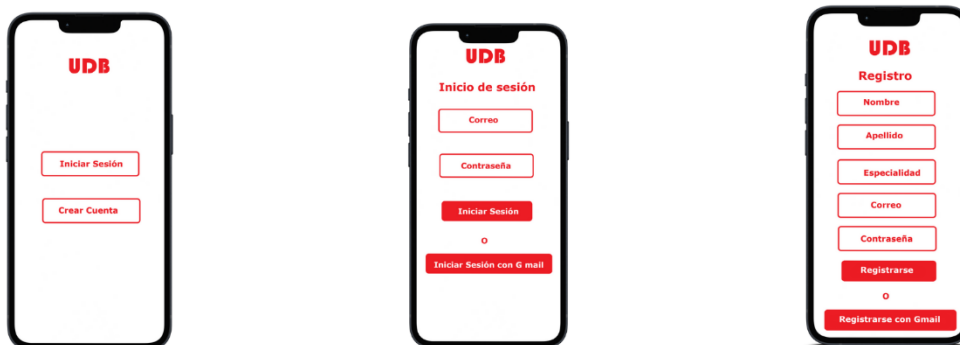 UDB
Iniciar Sesión
Crear Cuenta
UDB
Inicio de sesión
Correo
Contraseña
Iniciar Sesión
O
Iniciar Sesión con G mail
UDB
Registro
Nombre
Apellido
Especialidad
Correo
Contraseña
Registrarse
O
Registrarse con Gmail